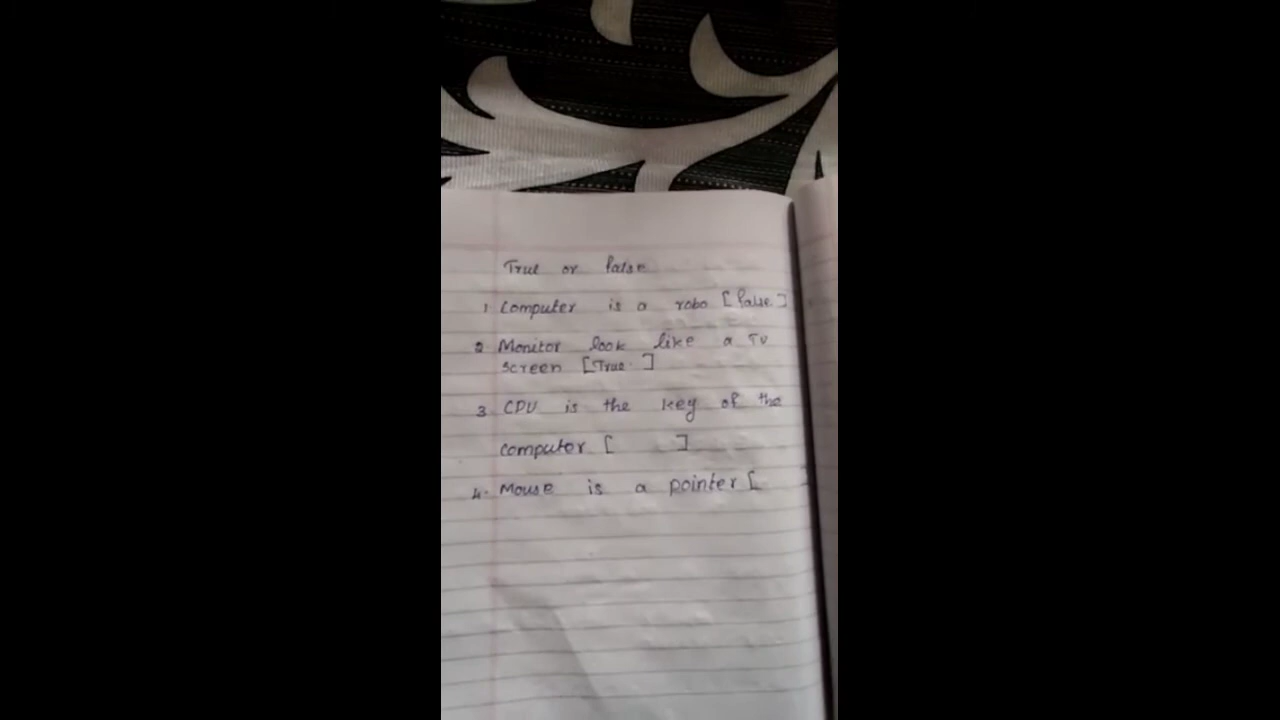 True or false
1 Computer is a robo [false]
2 Monitor look like a TV
screen [True.]
3 CPU is the key of the
computer [ ]
4. Mouse is a pointer [ ]